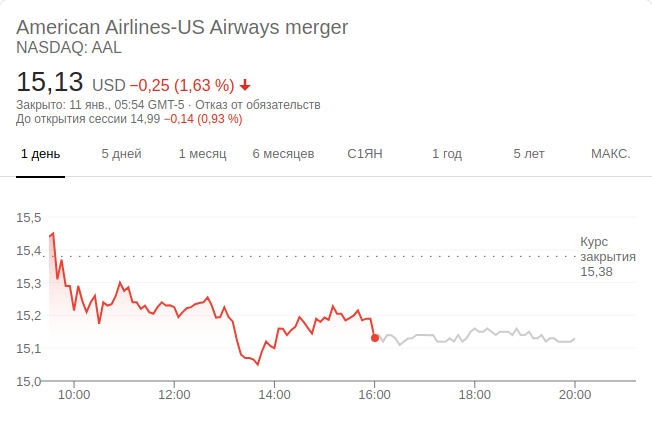 American Airlines-US Airways merger
NASDAQ: AAL
15,13 USD −0,25 (1,63 %)
Закрыто: 11 янв., 05:54 GMT-5 · Отказ от обязательств
До открытия сессии 14,99 −0,14 (0,93 %)
1 день 5 дней 1 месяц 6 месяцев С1ЯН 1 год 5 лет МАКС.
15,5
15,4
15,3
15,2
15,1
15,0
Курс
закрытия
15,38
10:00 12:00 14:00 16:00 18:00 20:00